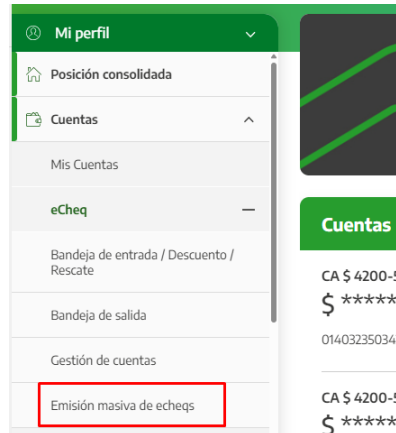 Mi perfil
Posición consolidada
Cuentas
Mis Cuentas
eCheq
Bandeja de entrada / Descuento /
Rescate
Bandeja de salida
Gestión de cuentas
Emisión masiva de echeqs
Cuentas
CA $ 4200-5
$ *****
01403235034
CA $ 4200-5
$ *****